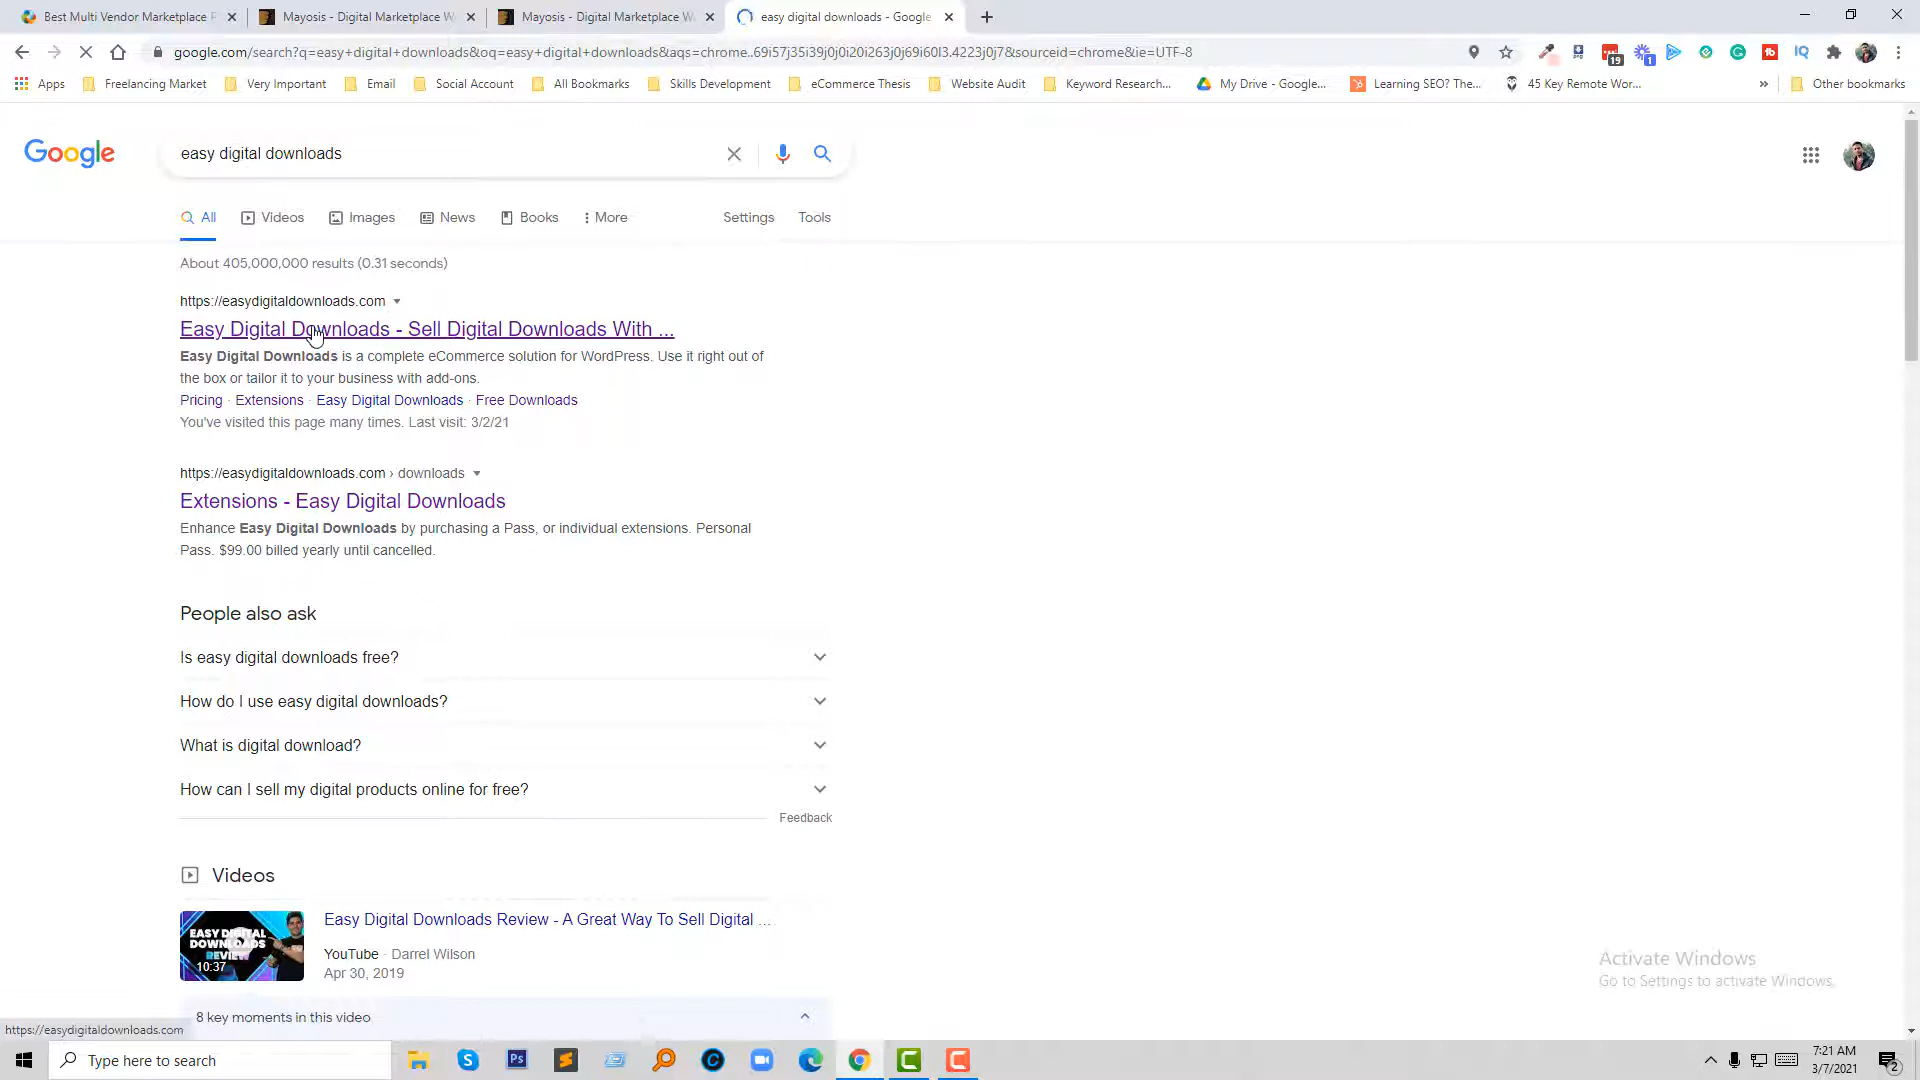 Best Multi Vendor Marketplace
Mayosis - Digital Marketplace W
Mayosis - Digital Marketplace W
easy digital downloads - Google
google.com/search?q=easy+digital+downloads&oq=easy+digital+downloads&aqs=chrome..69i57j35i39j0j0i20i263j0j69i60l3.4223j0j7&sourceid=chrome&ie=UTF-8
19
1
Apps
Freelancing Market
Very Important
Email
Social Account
All Bookmarks
Skills Development
eCommerce Thesis
Website Audit
Keyword Research...
My Drive - Google...
Learning SEO? The...
45 Key Remote Wor...
Other bookmarks
Google
easy digital downloads
All
Videos
Images
News
Books
More
Settings
Tools
About 405,000,000 results (0.31 seconds)
https://easydigitaldownloads.com
Easy Digital Downloads - Sell Digital Downloads With ...
Easy Digital Downloads is a complete eCommerce solution for WordPress. Use it right out of
the box or tailor it to your business with add-ons.
Pricing · Extensions · Easy Digital Downloads · Free Downloads
You've visited this page many times. Last visit: 3/2/21
https://easydigitaldownloads.com › downloads
Extensions - Easy Digital Downloads
Enhance Easy Digital Downloads by purchasing a Pass, or individual extensions. Personal
Pass. $99.00 billed yearly until cancelled.
People also ask
Is easy digital downloads free?
How do I use easy digital downloads?
What is digital download?
How can I sell my digital products online for free?
Feedback
Videos
EASY DIGITAL
DOWNLOADS
REVIEW
10:37
Easy Digital Downloads Review - A Great Way To Sell Digital ...
YouTube · Darrel Wilson
Apr 30, 2019
8 key moments in this video
Activate Windows
Go to Settings to activate Windows.
https://easydigitaldownloads.com
Type here to search
Ps
7:21 AM
3/7/2021
2